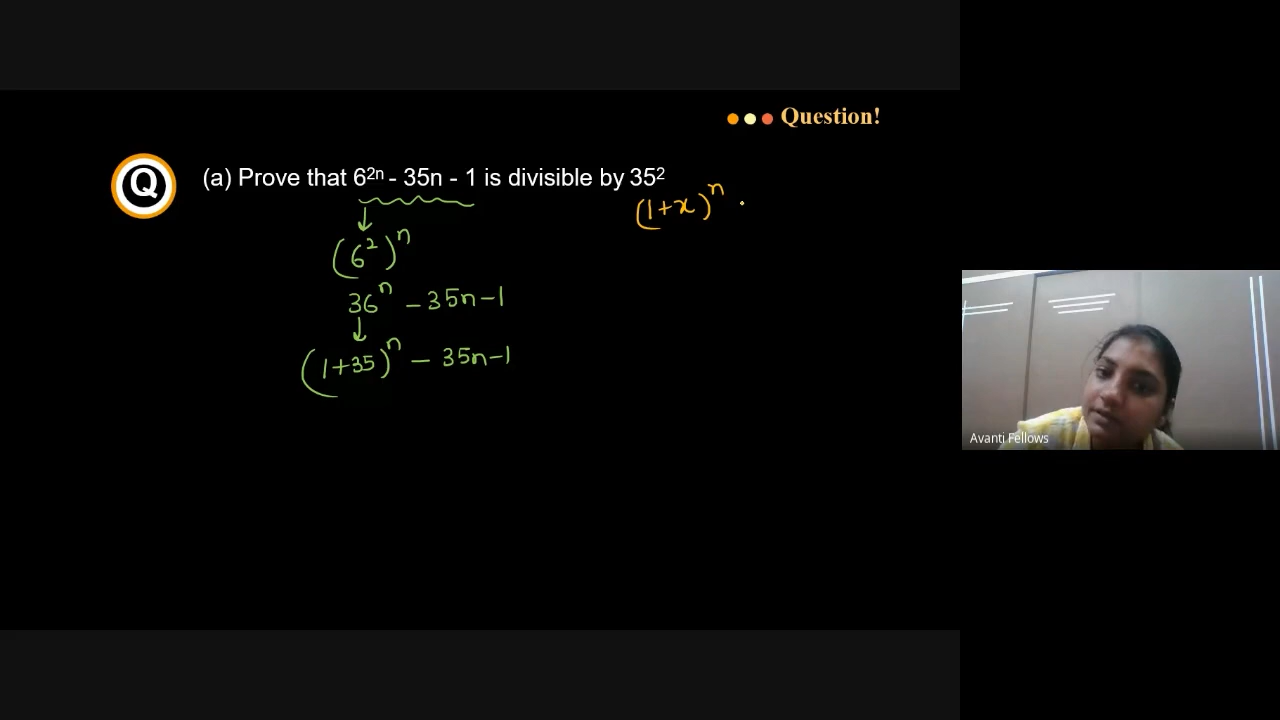 Question!
Q
(a) Prove that 6²ⁿ - 35n - 1 is divisible by 35²
(1+x)ⁿ
(6²)ⁿ
36ⁿ - 35n - 1
(1+35)ⁿ - 35n - 1
Avanti Fellows